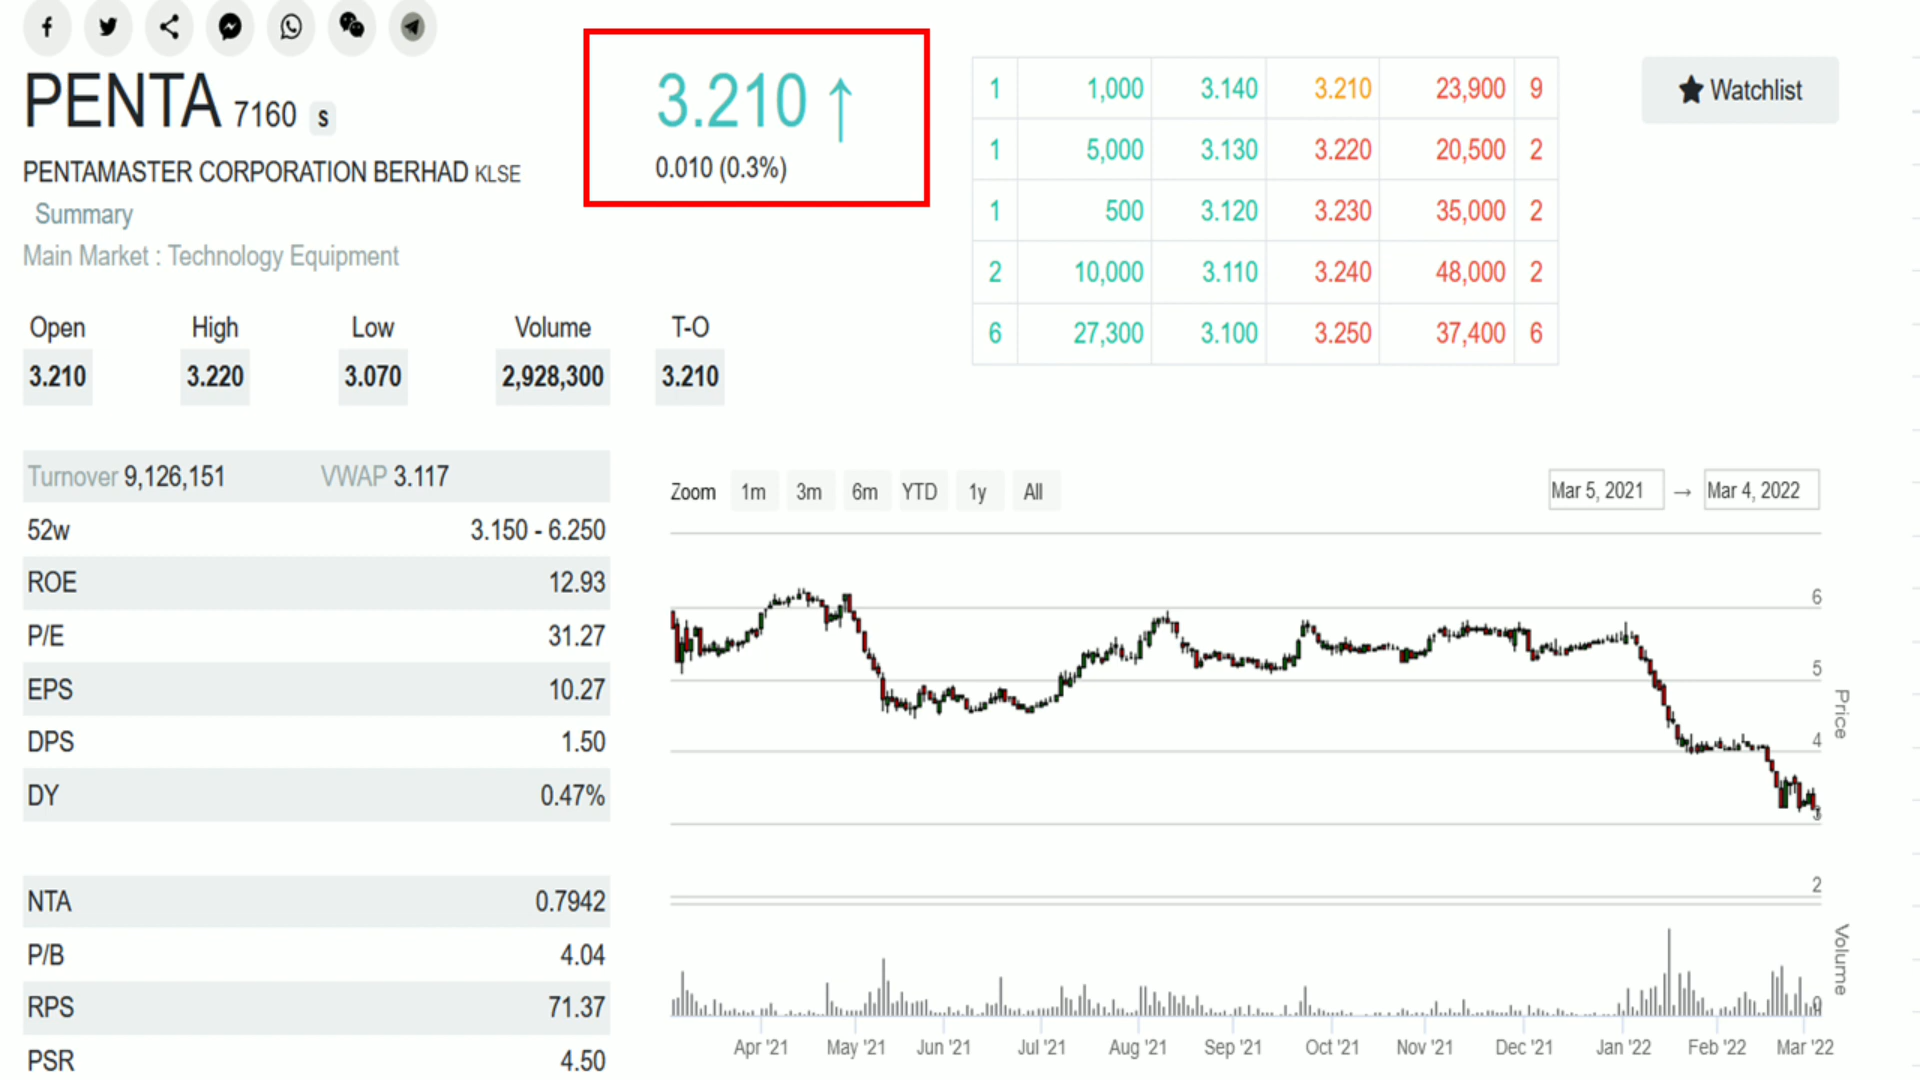 PENTA 7160 s
PENTAMASTER CORPORATION BERHAD KLSE
Summary
Main Market : Technology Equipment
3.210 ↑
0.010 (0.3%)
1 1,000 3.140 3.210 23,900 9
1 5,000 3.130 3.220 20,500 2
1 500 3.120 3.230 35,000 2
2 10,000 3.110 3.240 48,000 2
6 27,300 3.100 3.250 37,400 6
★ Watchlist
Open High Low Volume T-O
3.210 3.220 3.070 2,928,300 3.210
Turnover 9,126,151 VWAP 3.117
52w 3.150 - 6.250
ROE 12.93
P/E 31.27
EPS 10.27
DPS 1.50
DY 0.47%
NTA 0.7942
P/B 4.04
RPS 71.37
PSR 4.50
Zoom 1m 3m 6m YTD 1y All
Mar 5, 2021 → Mar 4, 2022
6
5
4
3
2
Price
Volume
0
Apr '21 May '21 Jun '21 Jul '21 Aug '21 Sep '21 Oct '21 Nov '21 Dec '21 Jan '22 Feb '22 Mar '22